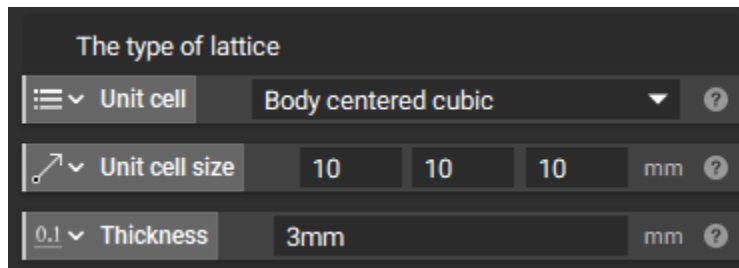 The type of lattice
Unit cell Body centered cubic ?
Unit cell size 10 10 10 mm ?
0.1 Thickness 3mm mm ?